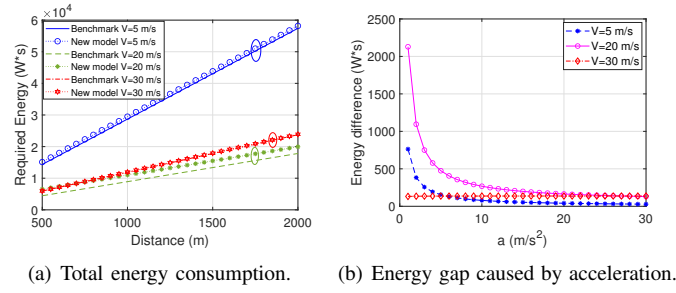 ×10⁴
6
5
4
3
2
1
0
Required Energy (W*s)
Benchmark V=5 m/s
New model V=5 m/s
Benchmark V=20 m/s
New model V=20 m/s
Benchmark V=30 m/s
New model V=30 m/s
500 1000 1500 2000
Distance (m)
(a) Total energy consumption.
2500
2000
1500
1000
500
0
Energy difference (W*s)
V=5 m/s
V=20 m/s
V=30 m/s
0 10 20 30
a (m/s²)
(b) Energy gap caused by acceleration.